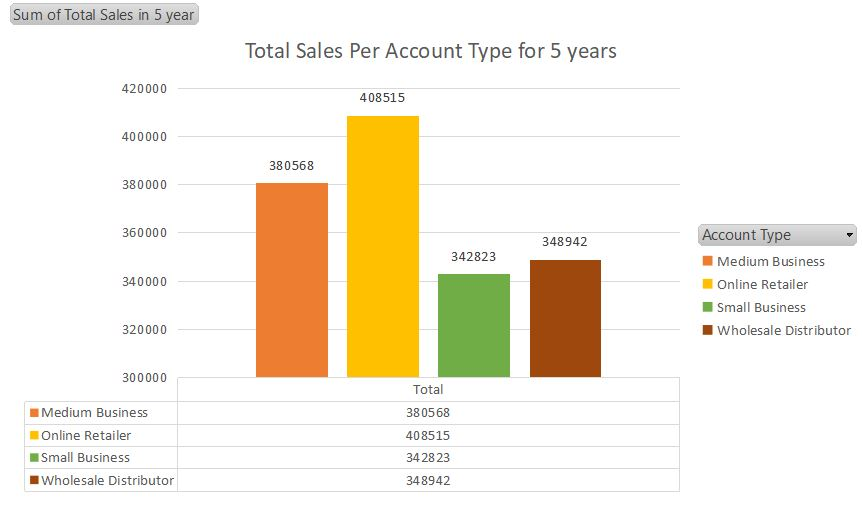 Sum of Total Sales in 5 year
Total Sales Per Account Type for 5 years
420000
400000
380000
360000
340000
320000
300000
380568
408515
342823
348942
Account Type
Medium Business
Online Retailer
Small Business
Wholesale Distributor
Total
Medium Business 380568
Online Retailer 408515
Small Business 342823
Wholesale Distributor 348942